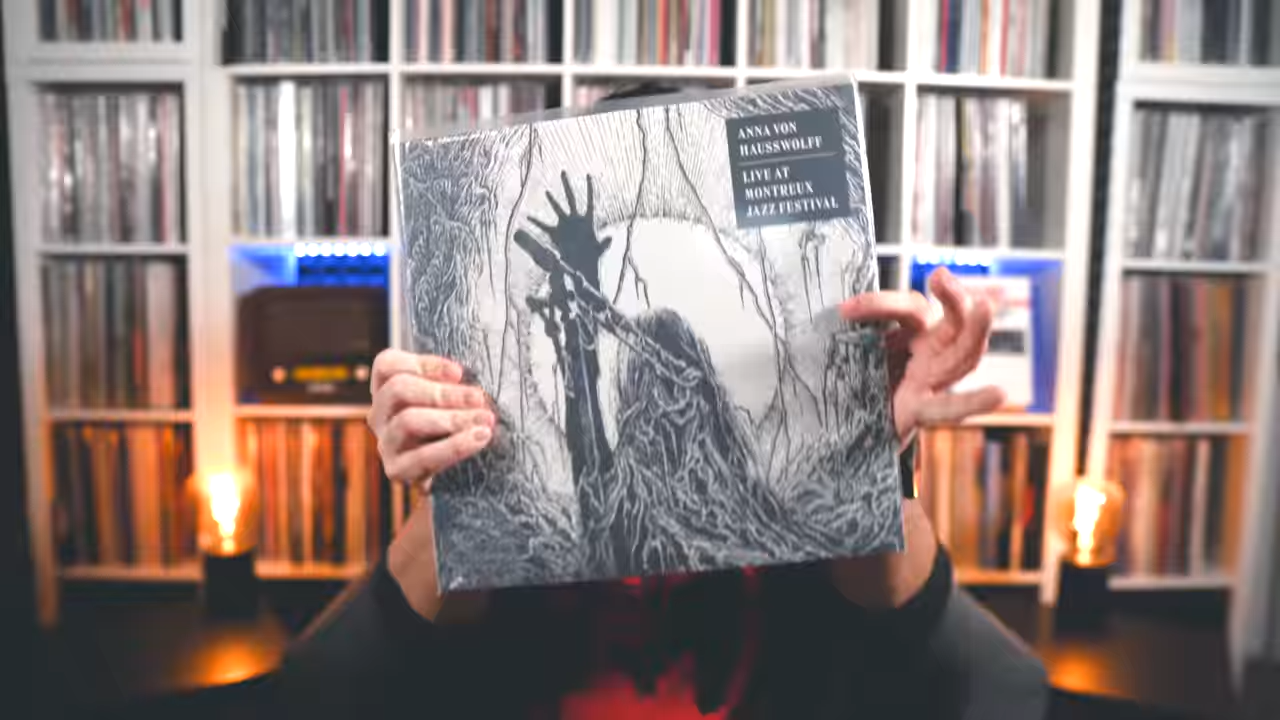 ANNA VON
HAUSSWOLFF
LIVE AT
MONTREUX
JAZZ FESTIVAL